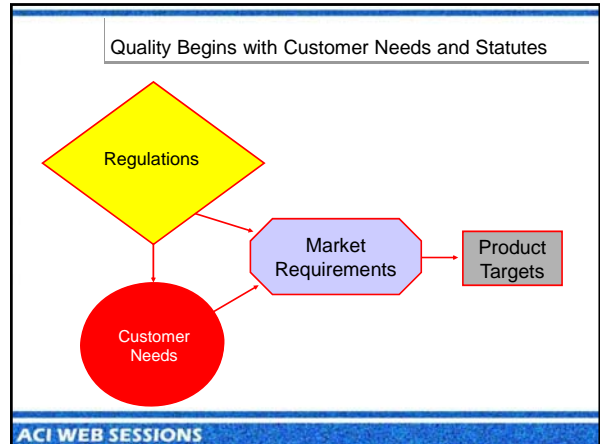 Quality Begins with Customer Needs and Statutes
Regulations
Market
Requirements
Product
Targets
Customer
Needs
ACI WEB SESSIONS